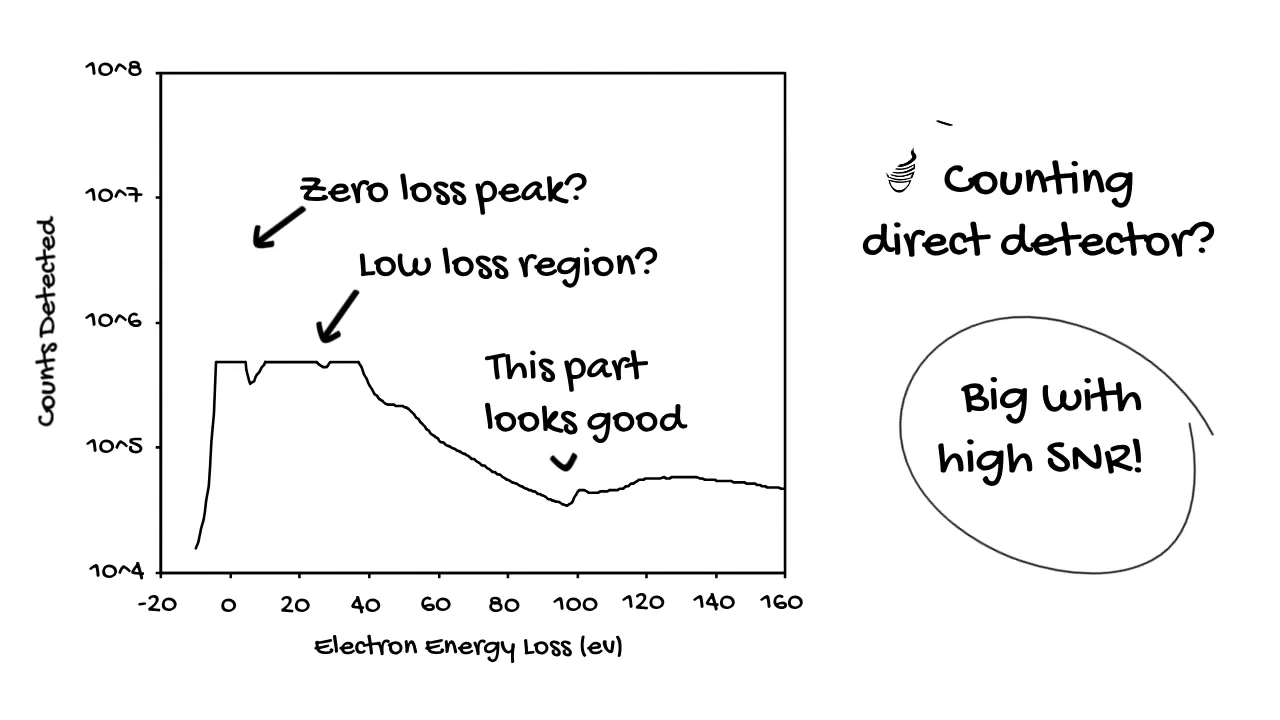 10^8
10^7
10^6
10^5
10^4
Counts Detected
-20 0 20 40 60 80 100 120 140 160
Electron Energy Loss (eV)
Zero loss peak?
Low loss region?
This part
looks good
Counting
direct detector?
Big with
high SNR!